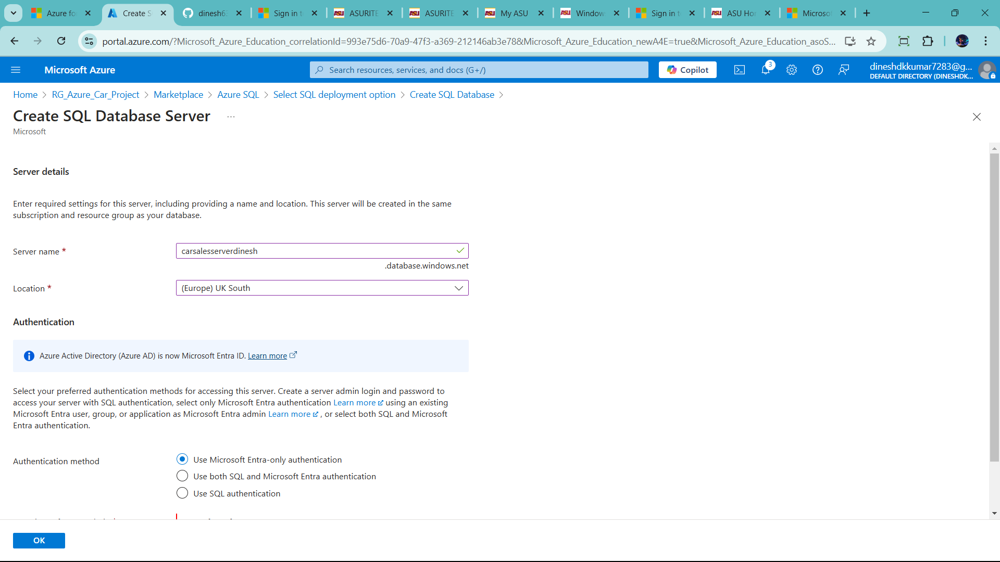 Azure fo
Create S
dinesh63
Sign in t
ASURITE
ASURITE
My ASU
Window
Sign in t
ASU Hor
Microsof
portal.azure.com/?Microsoft_Azure_Education_correlationId=993e75d6-70a9-47f3-a369-212146ab3e78&Microsoft_Azure_Education_newA4E=true&Microsoft_Azure_Education_asoS...
Microsoft Azure
Search resources, services, and docs (G+/)
Copilot
3
dineshdkkumar7283@g...
DEFAULT DIRECTORY (DINESHDK...
Home > RG_Azure_Car_Project > Marketplace > Azure SQL > Select SQL deployment option > Create SQL Database >
Create SQL Database Server ...
Microsoft
Server details
Enter required settings for this server, including providing a name and location. This server will be created in the same
subscription and resource group as your database.
Server name *
carsalesserverdinesh
.database.windows.net
Location *
(Europe) UK South
Authentication
Azure Active Directory (Azure AD) is now Microsoft Entra ID. Learn more
Select your preferred authentication methods for accessing this server. Create a server admin login and password to
access your server with SQL authentication, select only Microsoft Entra authentication Learn more using an existing
Microsoft Entra user, group, or application as Microsoft Entra admin Learn more , or select both SQL and Microsoft
Entra authentication.
Authentication method
Use Microsoft Entra-only authentication
Use both SQL and Microsoft Entra authentication
Use SQL authentication
OK